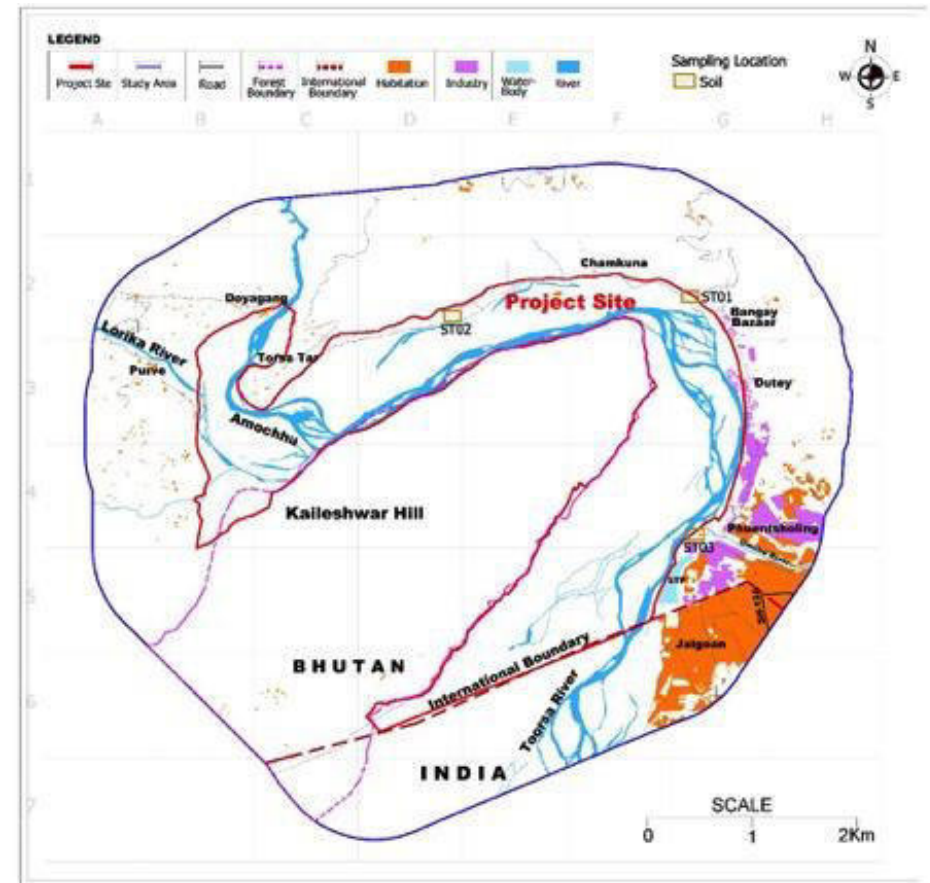 LEGEND
Project Site
Study Area
Road
Forest
Boundary
International
Boundary
Habitation
Industry
Water-
Body
River
Sampling Location
Soil
N
W
E
S
A
B
C
D
E
F
G
H
1
2
3
4
5
6
7
Chamkuna
Doyagang
Project Site
ST01
ST02
Bangay
Bazaar
Lorika River
Purve
Torsa Tar
Dutey
Amochhu
Kaileshwar Hill
Phuentsholing
ST03
STP
Jaigoan
BHUTAN
International Boundary
Toorsa River
INDIA
SCALE
0
1
2Km